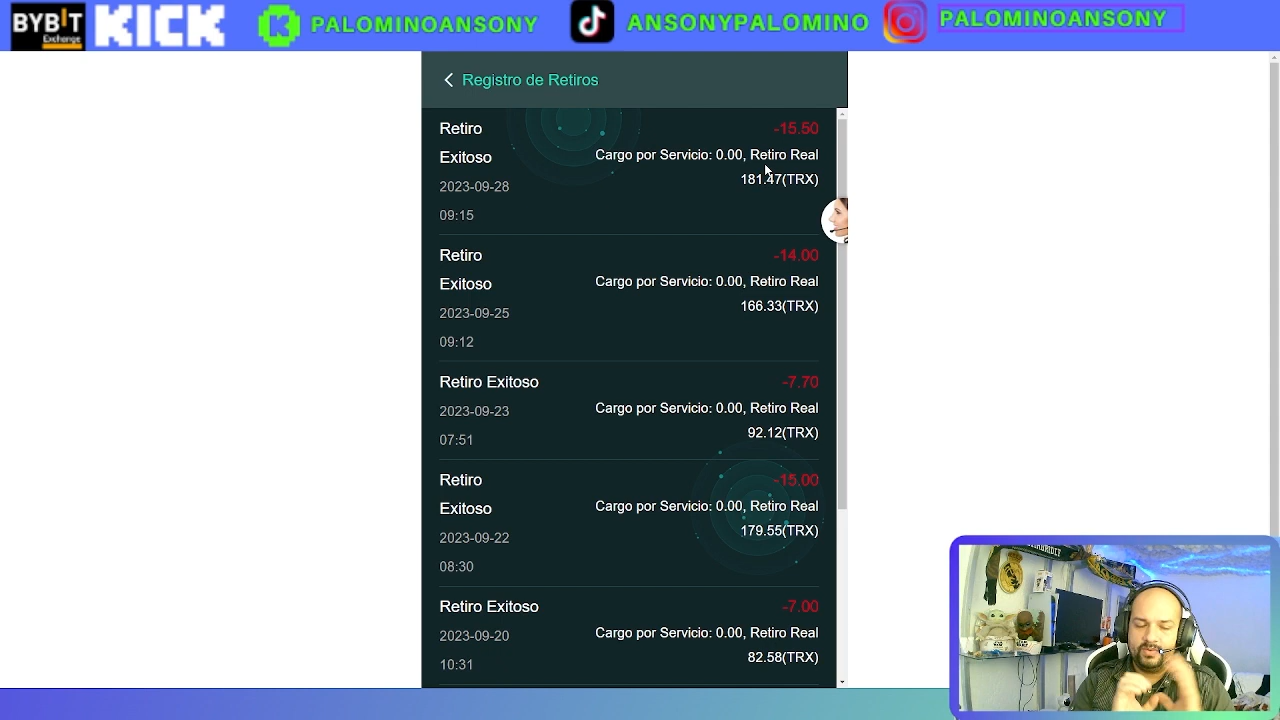 BYBIT
Exchange
KICK
PALOMINOANSONY
ANSONYPALOMINO
PALOMINOANSONY
Registro de Retiros
Retiro
Exitoso
-15.50
Cargo por Servicio: 0.00, Retiro Real
181.47(TRX)
2023-09-28
09:15
Retiro
Exitoso
-14.00
Cargo por Servicio: 0.00, Retiro Real
166.33(TRX)
2023-09-25
09:12
Retiro Exitoso
-7.70
Cargo por Servicio: 0.00, Retiro Real
92.12(TRX)
2023-09-23
07:51
Retiro
Exitoso
-15.00
Cargo por Servicio: 0.00, Retiro Real
179.55(TRX)
2023-09-22
08:30
Retiro Exitoso
-7.00
Cargo por Servicio: 0.00, Retiro Real
82.58(TRX)
2023-09-20
10:31